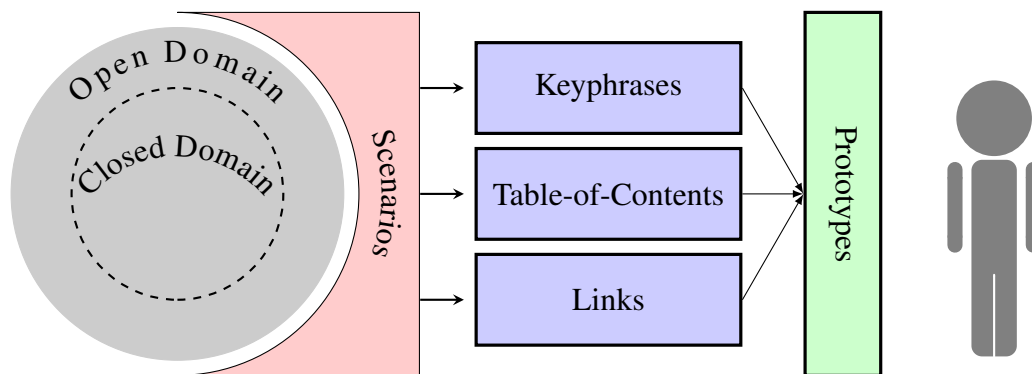 Open Domain
Closed Domain
Scenarios
Keyphrases
Table-of-Contents
Links
Prototypes